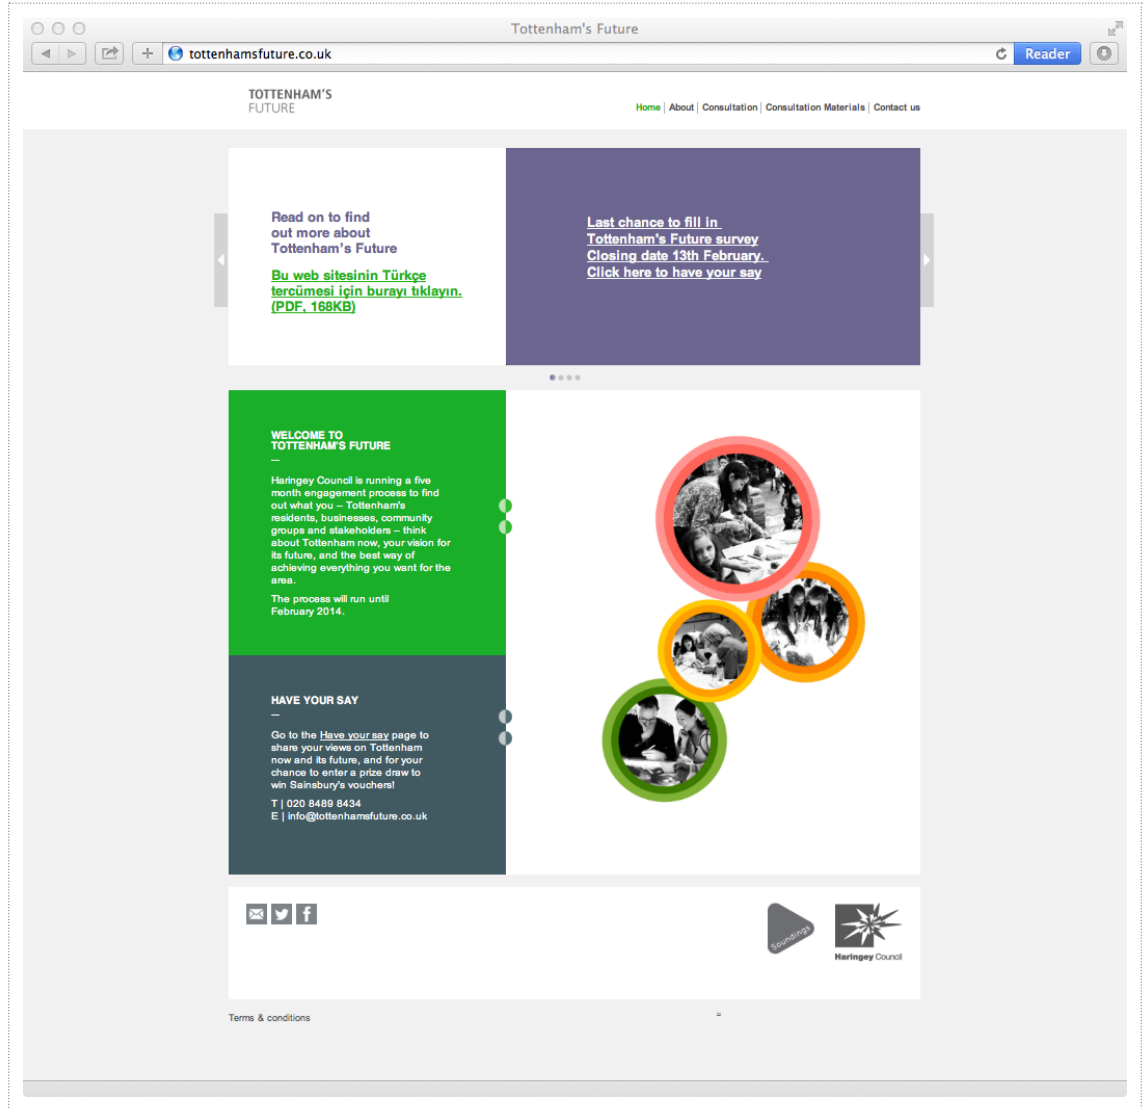 Tottenham's Future
tottenhamsfuture.co.uk
Reader
TOTTENHAM'S
FUTURE
Home | About | Consultation | Consultation Materials | Contact us
Read on to find
out more about
Tottenham's Future
Bu web sitesinin Türkçe
tercümesi için burayı tıklayın.
(PDF, 168KB)
Last chance to fill in
Tottenham's Future survey
Closing date 13th February.
Click here to have your say
WELCOME TO
TOTTENHAM'S FUTURE
—
Haringey Council is running a five
month engagement process to find
out what you – Tottenham's
residents, businesses, community
groups and stakeholders – think
about Tottenham now, your vision for
its future, and the best way of
achieving everything you want for the
area.
The process will run until
February 2014.
HAVE YOUR SAY
—
Go to the Have your say page to
share your views on Tottenham
now and its future, and for your
chance to enter a prize draw to
win Sainsbury's vouchers!
T | 020 8489 8434
E | info@tottenhamsfuture.co.uk
Soundings
Haringey Council
Terms & conditions